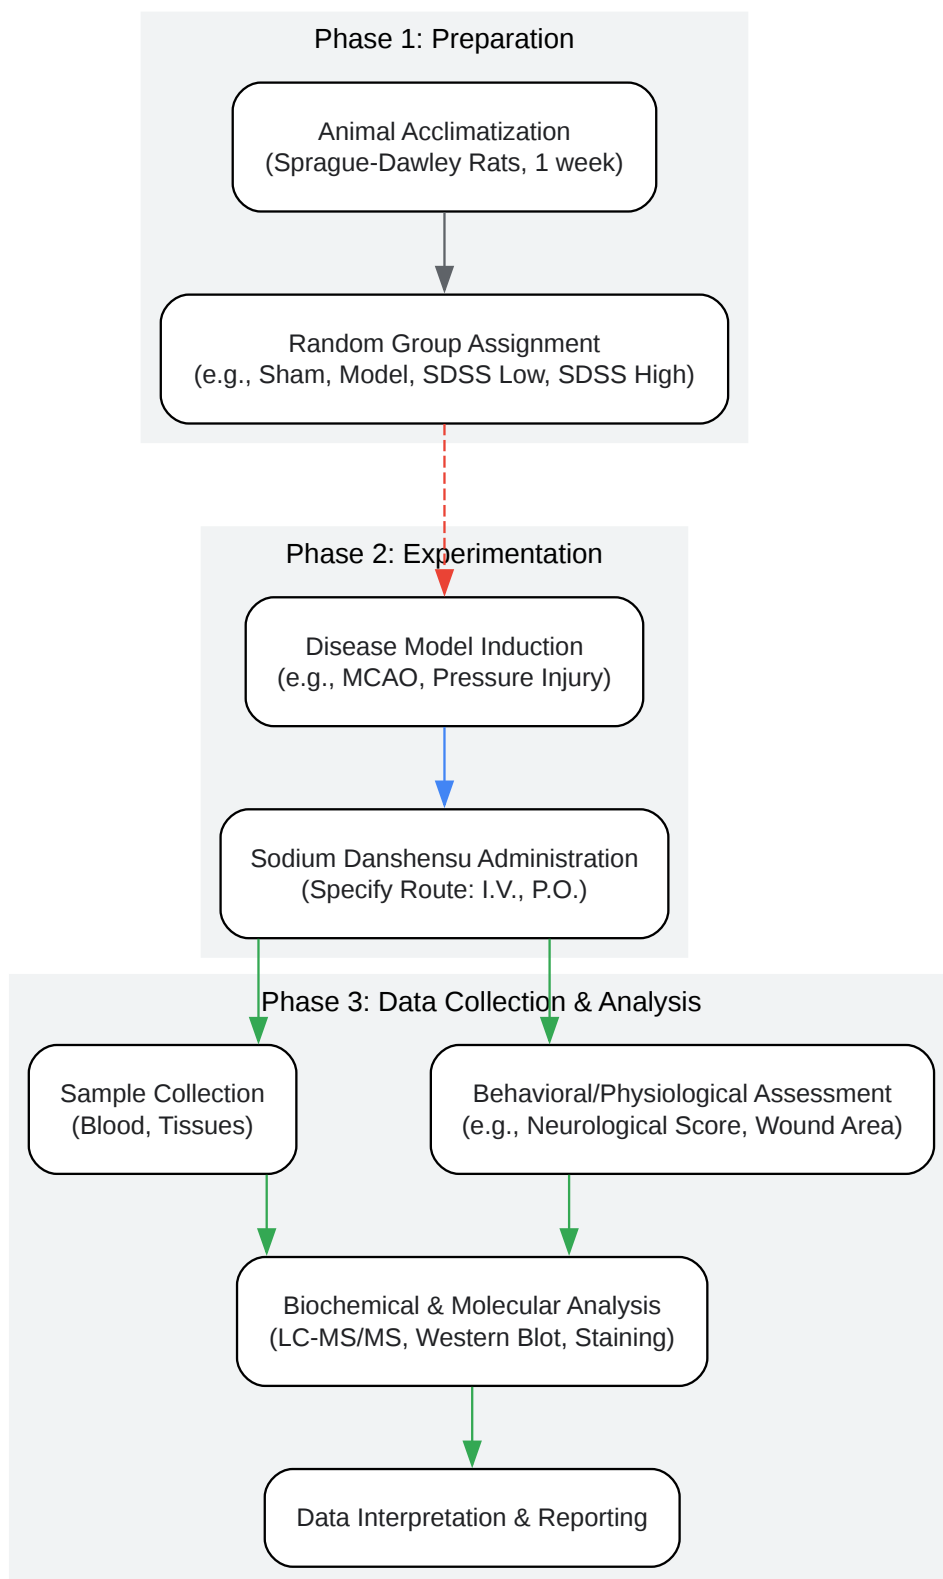 Phase 1: Preparation
Animal Acclimatization
(Sprague-Dawley Rats, 1 week)
Random Group Assignment
(e.g., Sham, Model, SDSS Low, SDSS High)
Phase 2: Experimentation
Disease Model Induction
(e.g., MCAO, Pressure Injury)
Sodium Danshensu Administration
(Specify Route: I.V., P.O.)
Phase 3: Data Collection & Analysis
Sample Collection
(Blood, Tissues)
Behavioral/Physiological Assessment
(e.g., Neurological Score, Wound Area)
Biochemical & Molecular Analysis
(LC-MS/MS, Western Blot, Staining)
Data Interpretation & Reporting